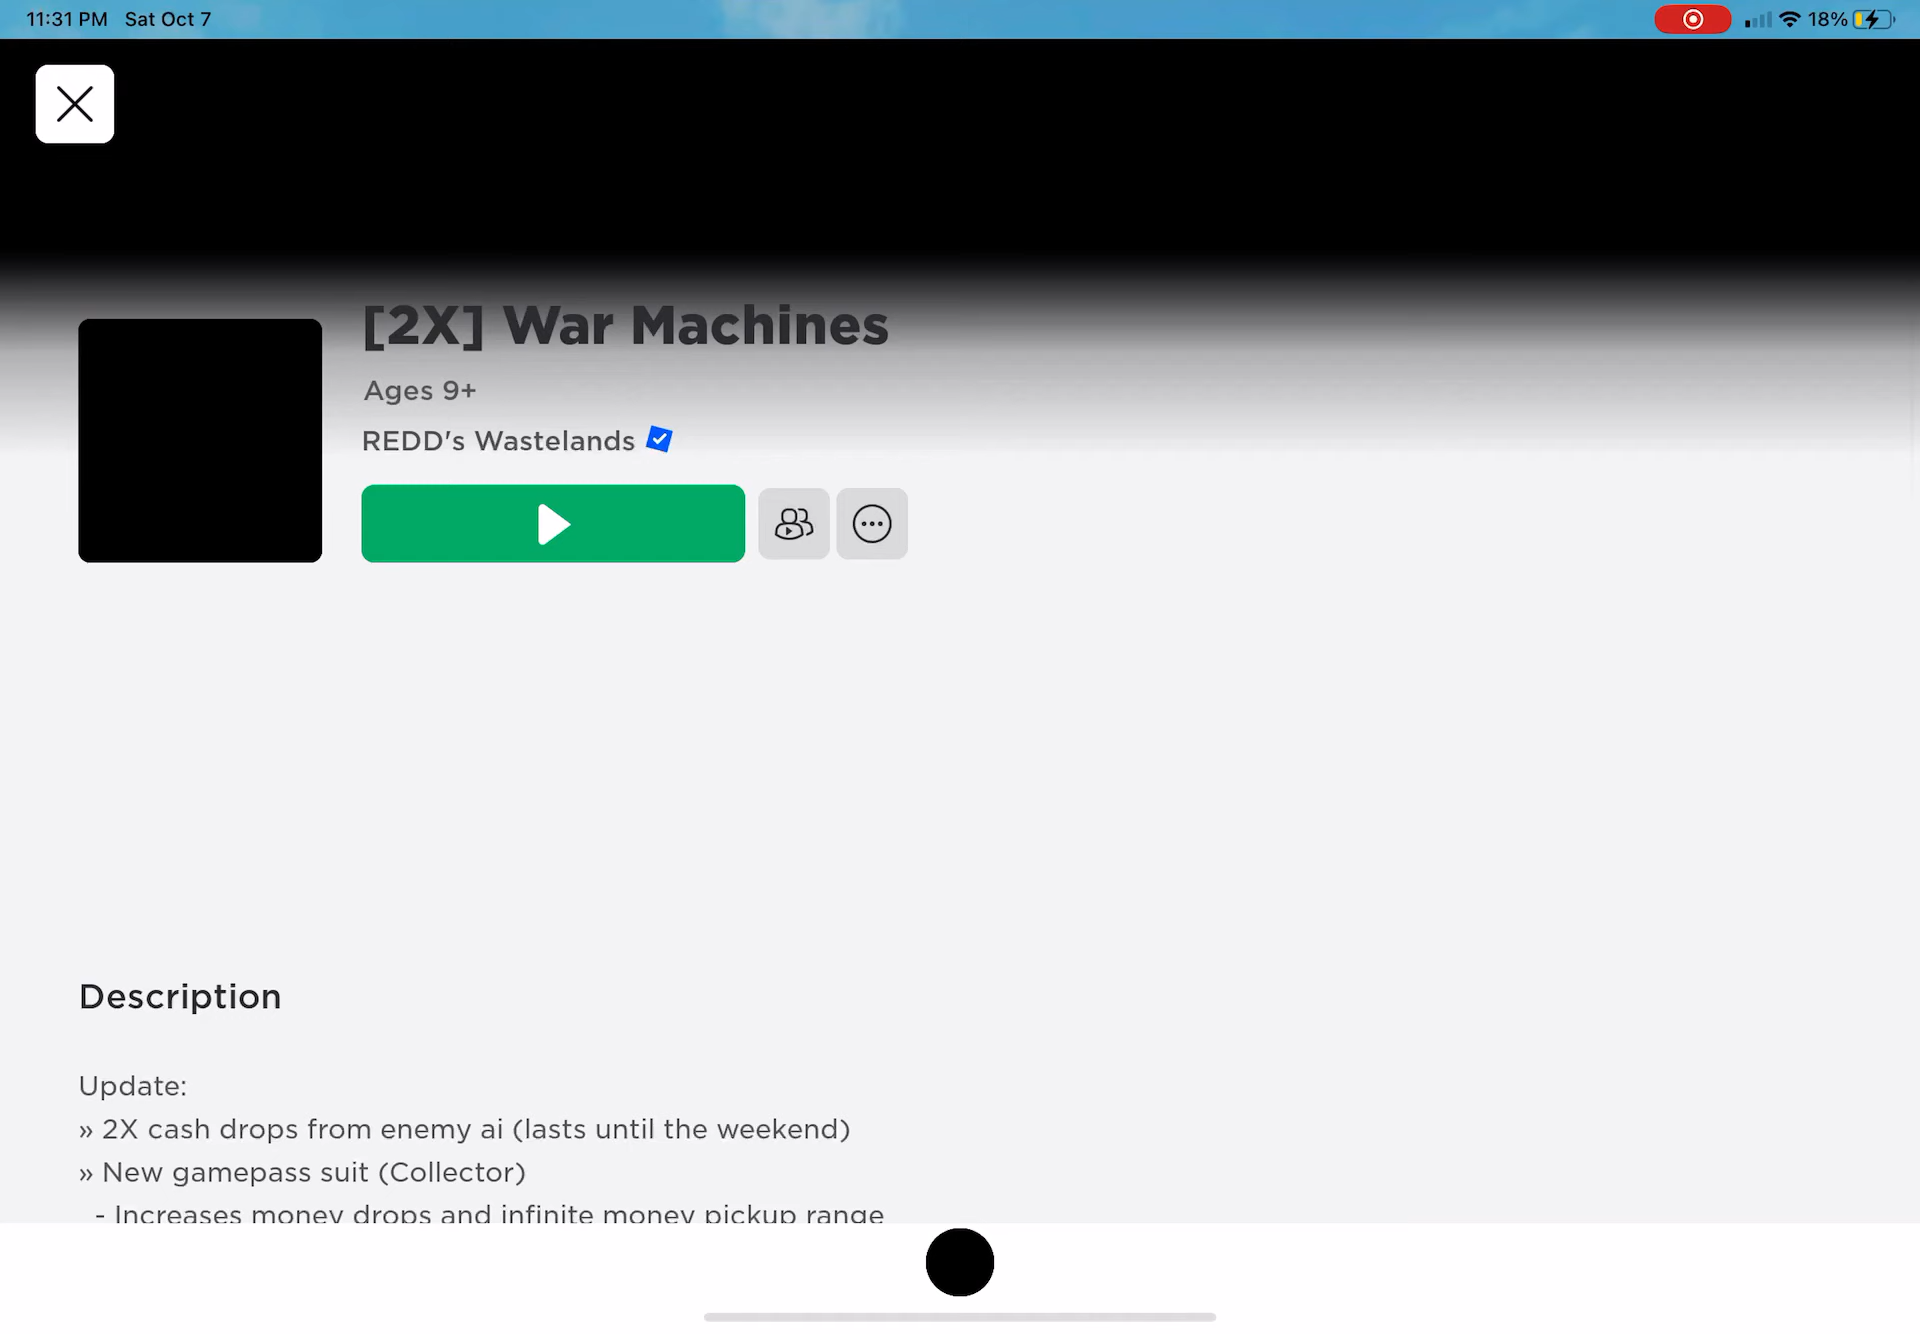 11:31 PM Sat Oct 7
18%
[2X] War Machines
Ages 9+
REDD's Wastelands
Description
Update:
» 2X cash drops from enemy ai (lasts until the weekend)
» New gamepass suit (Collector)
- Increases money drops and infinite money pickup range